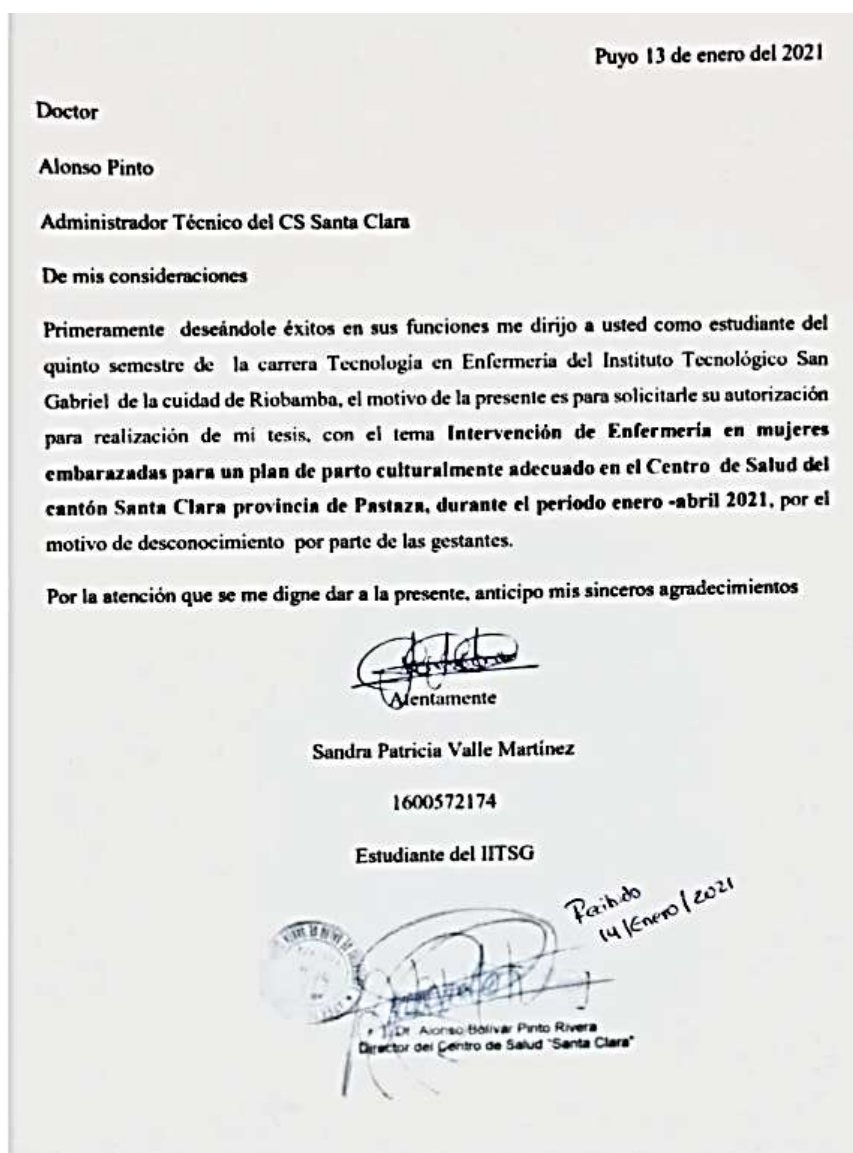 Puyo 13 de enero del 2021
Doctor
Alonso Pinto
Administrador Técnico del CS Santa Clara
De mis consideraciones
Primeramente deseándole éxitos en sus funciones me dirijo a usted como estudiante del
quinto semestre de la carrera Tecnología en Enfermería del Instituto Tecnológico San
Gabriel de la cuidad de Riobamba, el motivo de la presente es para solicitarle su autorización
para realización de mi tesis, con el tema Intervención de Enfermería en mujeres
embarazadas para un plan de parto culturalmente adecuado en el Centro de Salud del
cantón Santa Clara provincia de Pastaza, durante el período enero -abril 2021, por el
motivo de desconocimiento por parte de las gestantes.
Por la atención que se me digne dar a la presente, anticipo mis sinceros agradecimientos
Atentamente
Sandra Patricia Valle Martínez
1600572174
Estudiante del IITSG
Recibido
14/Enero/2021
Dr. Alonso Bolívar Pinto Rivera
Director del Centro de Salud "Santa Clara"